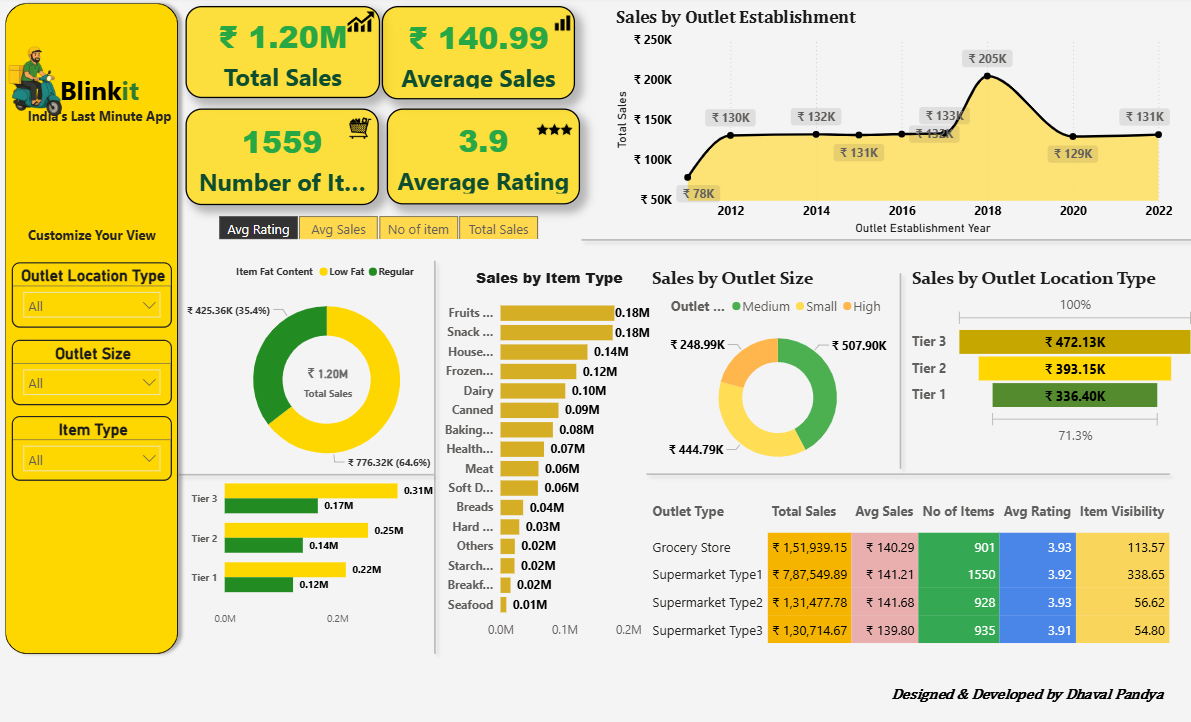 Blinkit
India's Last Minute App
Customize Your View
Outlet Location Type
All
Outlet Size
All
Item Type
All
₹ 1.20M
Total Sales
₹ 140.99
Average Sales
1559
Number of It...
3.9
Average Rating
Avg Rating
Avg Sales
No of item
Total Sales
Sales by Outlet Establishment
Total Sales
₹ 250K
₹ 200K
₹ 150K
₹ 100K
₹ 50K
₹ 78K
₹ 130K
₹ 132K
₹ 131K
₹ 132K
₹ 133K
₹ 205K
₹ 129K
₹ 131K
2012 2014 2016 2018 2020 2022
Outlet Establishment Year
Item Fat Content Low Fat Regular
₹ 425.36K (35.4%)
₹ 1.20M
Total Sales
₹ 776.32K (64.6%)
Tier 3 0.31M
0.17M
Tier 2 0.25M
0.14M
Tier 1 0.22M
0.12M
0.0M 0.2M
Sales by Item Type
Fruits ... 0.18M
Snack ... 0.18M
House... 0.14M
Frozen... 0.12M
Dairy 0.10M
Canned 0.09M
Baking... 0.08M
Health... 0.07M
Meat 0.06M
Soft D... 0.06M
Breads 0.04M
Hard ... 0.03M
Others 0.02M
Starch... 0.02M
Breakf... 0.02M
Seafood 0.01M
0.0M 0.1M 0.2M
Sales by Outlet Size
Outlet ... Medium Small High
₹ 248.99K
₹ 507.90K
₹ 444.79K
Sales by Outlet Location Type
100%
Tier 3 ₹ 472.13K
Tier 2 ₹ 393.15K
Tier 1 ₹ 336.40K
71.3%
Outlet Type Total Sales Avg Sales No of Items Avg Rating Item Visibility
Grocery Store ₹ 1,51,939.15 ₹ 140.29 901 3.93 113.57
Supermarket Type1 ₹ 7,87,549.89 ₹ 141.21 1550 3.92 338.65
Supermarket Type2 ₹ 1,31,477.78 ₹ 141.68 928 3.93 56.62
Supermarket Type3 ₹ 1,30,714.67 ₹ 139.80 935 3.91 54.80
Designed & Developed by Dhaval Pandya